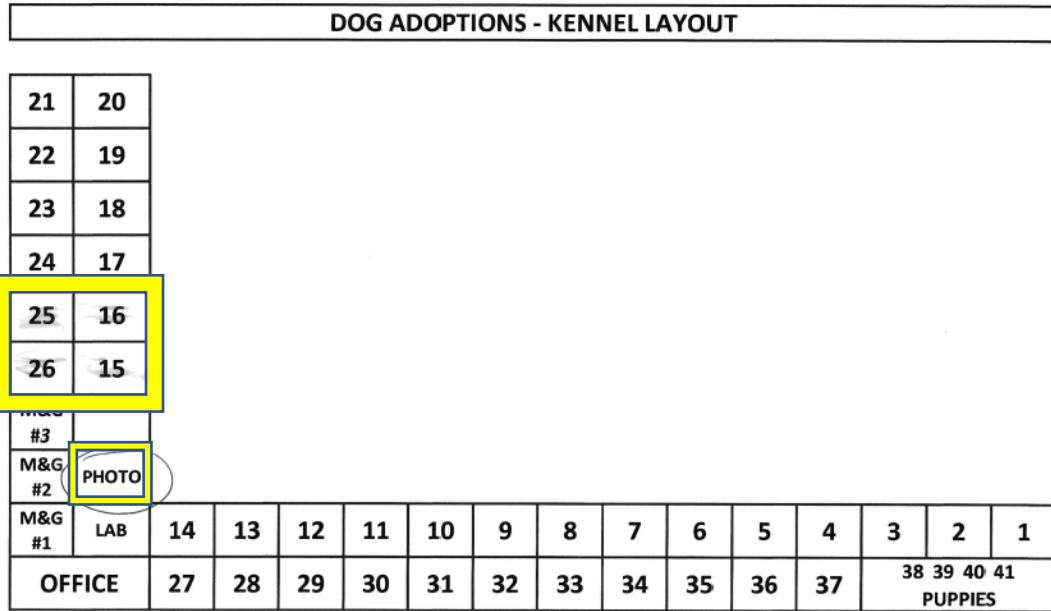 DOG ADOPTIONS - KENNEL LAYOUT
21 20
22 19
23 18
24 17
25 16
26 15
M&G
#3
M&G
#2
PHOTO
M&G
#1
LAB 14 13 12 11 10 9 8 7 6 5 4 3 2 1
OFFICE 27 28 29 30 31 32 33 34 35 36 37
38 39 40 41
PUPPIES